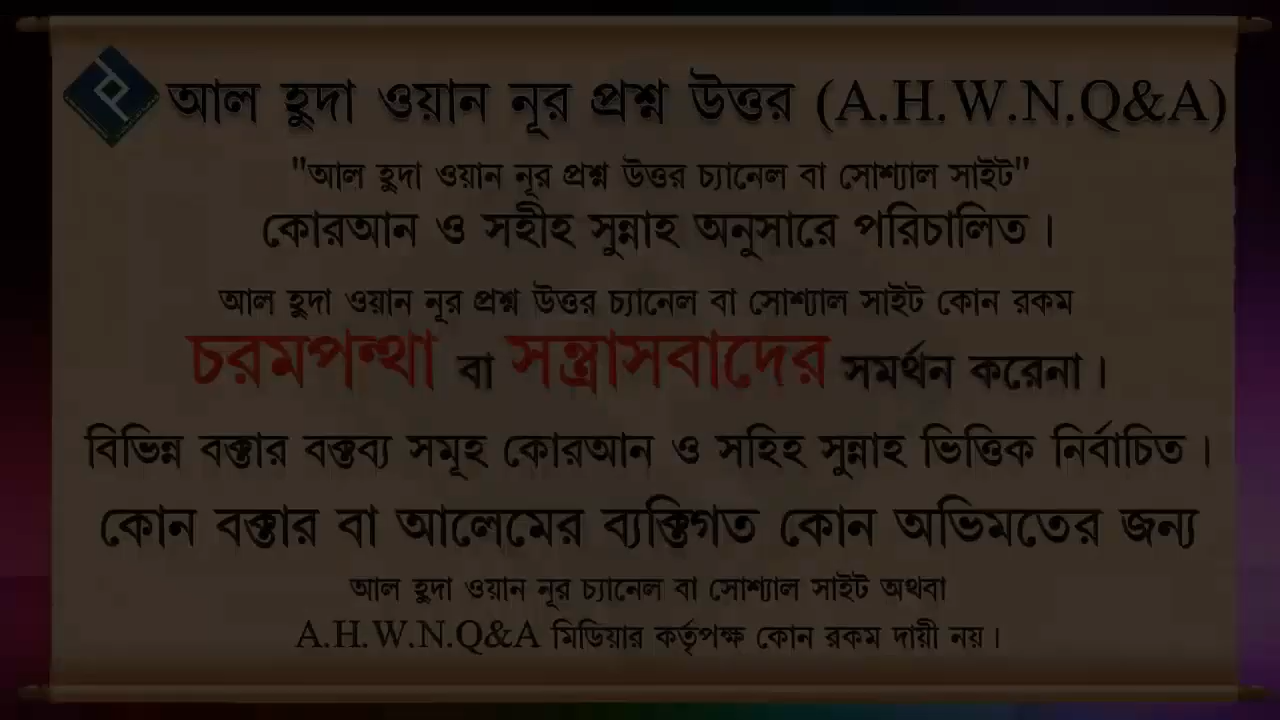 আল হুদা ওয়ান নূর প্রশ্ন উত্তর (A.H.W.N.Q&A)
"আল হুদা ওয়ান নূর প্রশ্ন উত্তর চ্যানেল বা সোশ্যাল সাইট"
কোরআন ও সহীহ সুন্নাহ অনুসারে পরিচালিত।
আল হুদা ওয়ান নূর প্রশ্ন উত্তর চ্যানেল বা সোশ্যাল সাইট কোন রকম
চরমপন্থা বা সন্ত্রাসবাদের সমর্থন করেনা।
বিভিন্ন বক্তার বক্তব্য সমূহ কোরআন ও সহিহ সুন্নাহ ভিত্তিক নির্বাচিত।
কোন বক্তার বা আলেমের ব্যক্তিগত কোন অভিমতের জন্য
আল হুদা ওয়ান নূর চ্যানেল বা সোশ্যাল সাইট অথবা
A.H.W.N.Q&A মিডিয়ার কর্তৃপক্ষ কোন রকম দায়ী নয়।